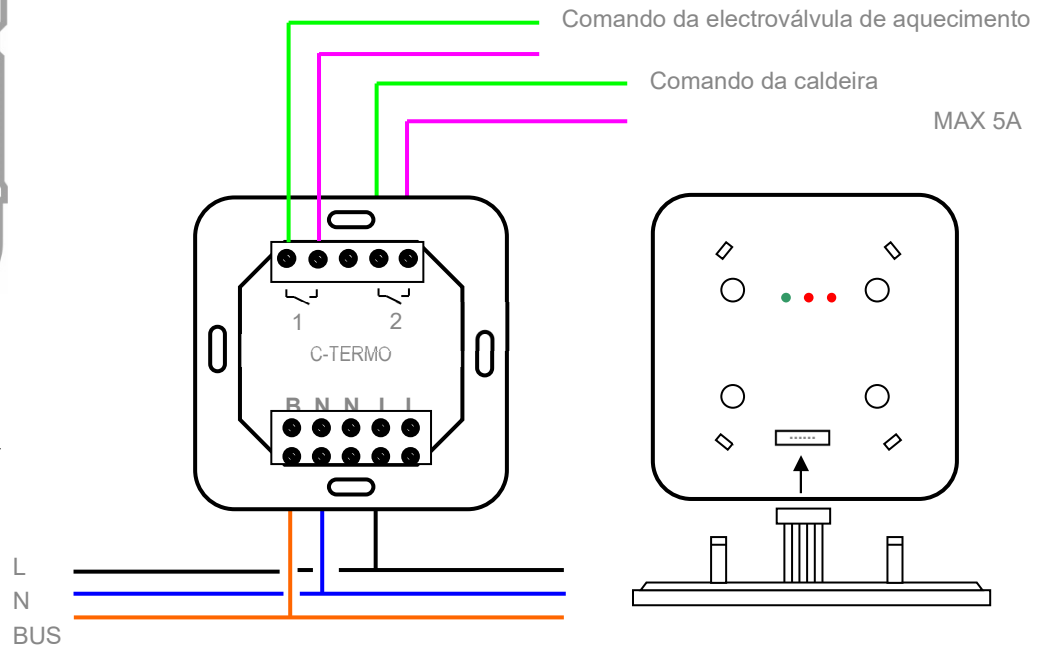 Comando da electroválvula de aquecimento
Comando da caldeira
MAX 5A
1 2
C-TERMO
B N N L L
L
N
BUS